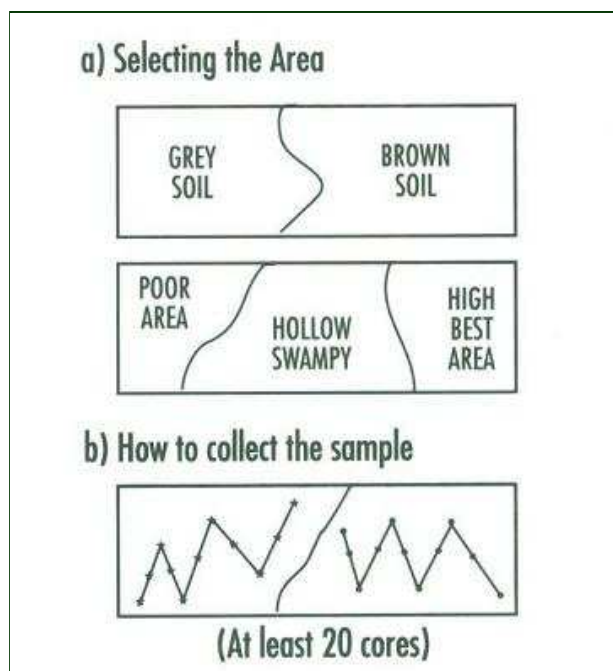 a) Selecting the Area
GREY
SOIL
BROWN
SOIL
POOR
AREA
HOLLOW
SWAMPY
HIGH
BEST
AREA
b) How to collect the sample
(At least 20 cores)